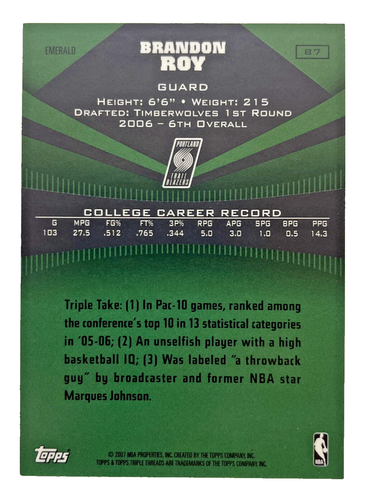 EMERALD
BRANDON
ROY
87
GUARD
HEIGHT: 6'6" • WEIGHT: 215
DRAFTED: TIMBERWOLVES 1ST ROUND
2006 – 6TH OVERALL
PORTLAND
TRAIL BLAZERS
COLLEGE CAREER RECORD
G MPG FG% FT% 3P% RPG APG SPG BPG PPG
103 27.5 .512 .765 .344 5.0 3.0 1.0 0.5 14.3
Triple Take: (1) In Pac-10 games, ranked among
the conference's top 10 in 13 statistical categories
in '05-06; (2) An unselfish player with a high
basketball IQ; (3) Was labeled "a throwback
guy" by broadcaster and former NBA star
Marques Johnson.
Topps
© 2007 NBA PROPERTIES, INC. CREATED BY THE TOPPS COMPANY, INC.
TOPPS & TOPPS TRIPLE THREADS ARE TRADEMARKS OF THE TOPPS COMPANY, INC.
NBA